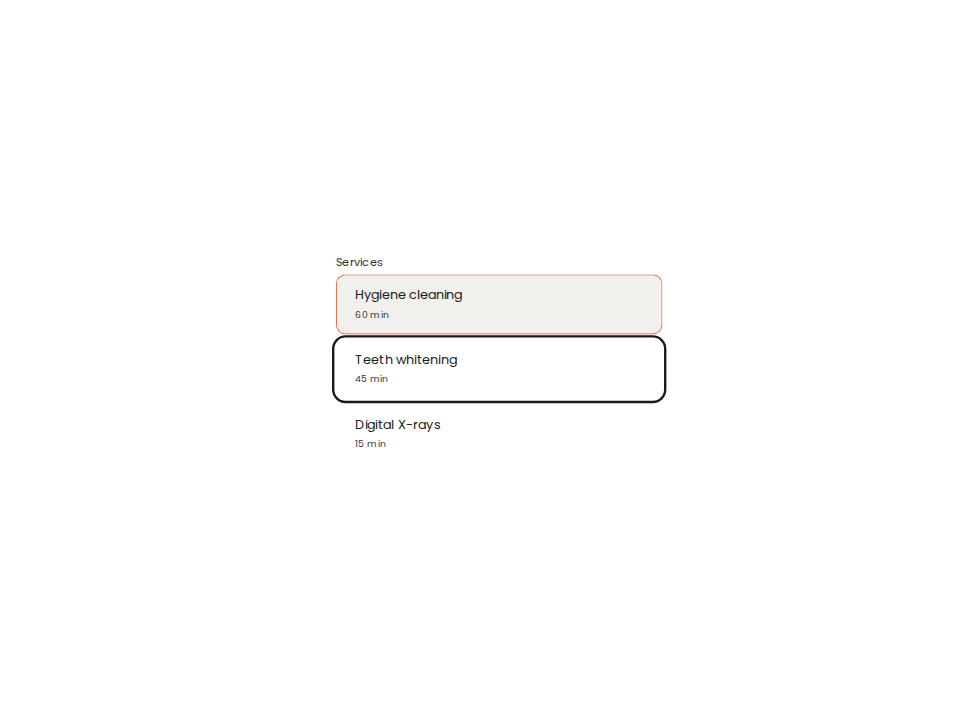 Services
Hygiene cleaning
60 min
Teeth whitening
45 min
Digital X-rays
15 min